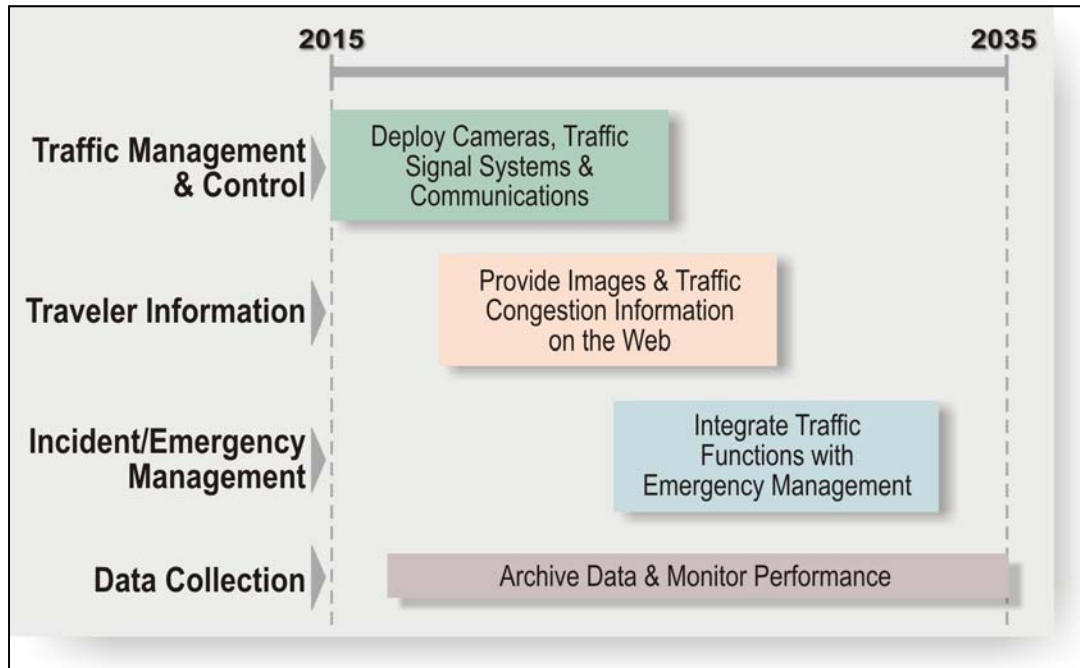 2015
2035
Traffic Management
& Control
Deploy Cameras, Traffic
Signal Systems &
Communications
Traveler Information
Provide Images & Traffic
Congestion Information
on the Web
Incident/Emergency
Management
Integrate Traffic
Functions with
Emergency Management
Data Collection
Archive Data & Monitor Performance